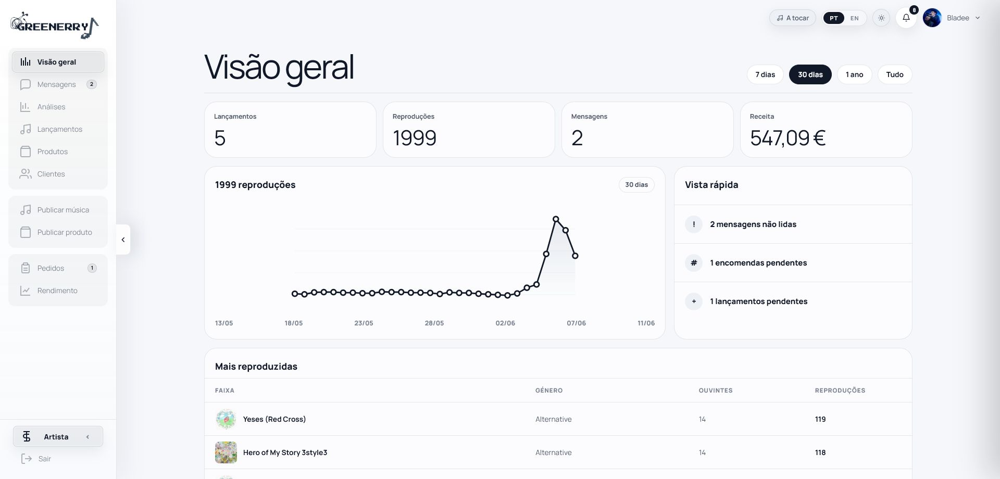 GREENERRY
A tocar
PT EN
8
Bladee
Visão geral
Mensagens 2
Análises
Lançamentos
Produtos
Clientes
Publicar música
Publicar produto
Pedidos 1
Rendimento
Artista
Sair
Visão geral
7 dias 30 dias 1 ano Tudo
Lançamentos
5
Reproduções
1999
Mensagens
2
Receita
547,09 €
1999 reproduções
30 dias
13/05 18/05 23/05 28/05 02/06 07/06 11/06
Vista rápida
! 2 mensagens não lidas
# 1 encomendas pendentes
+ 1 lançamentos pendentes
Mais reproduzidas
FAIXA GÉNERO OUVINTES REPRODUÇÕES
Yeses (Red Cross) Alternative 14 119
Hero of My Story 3style3 Alternative 14 118